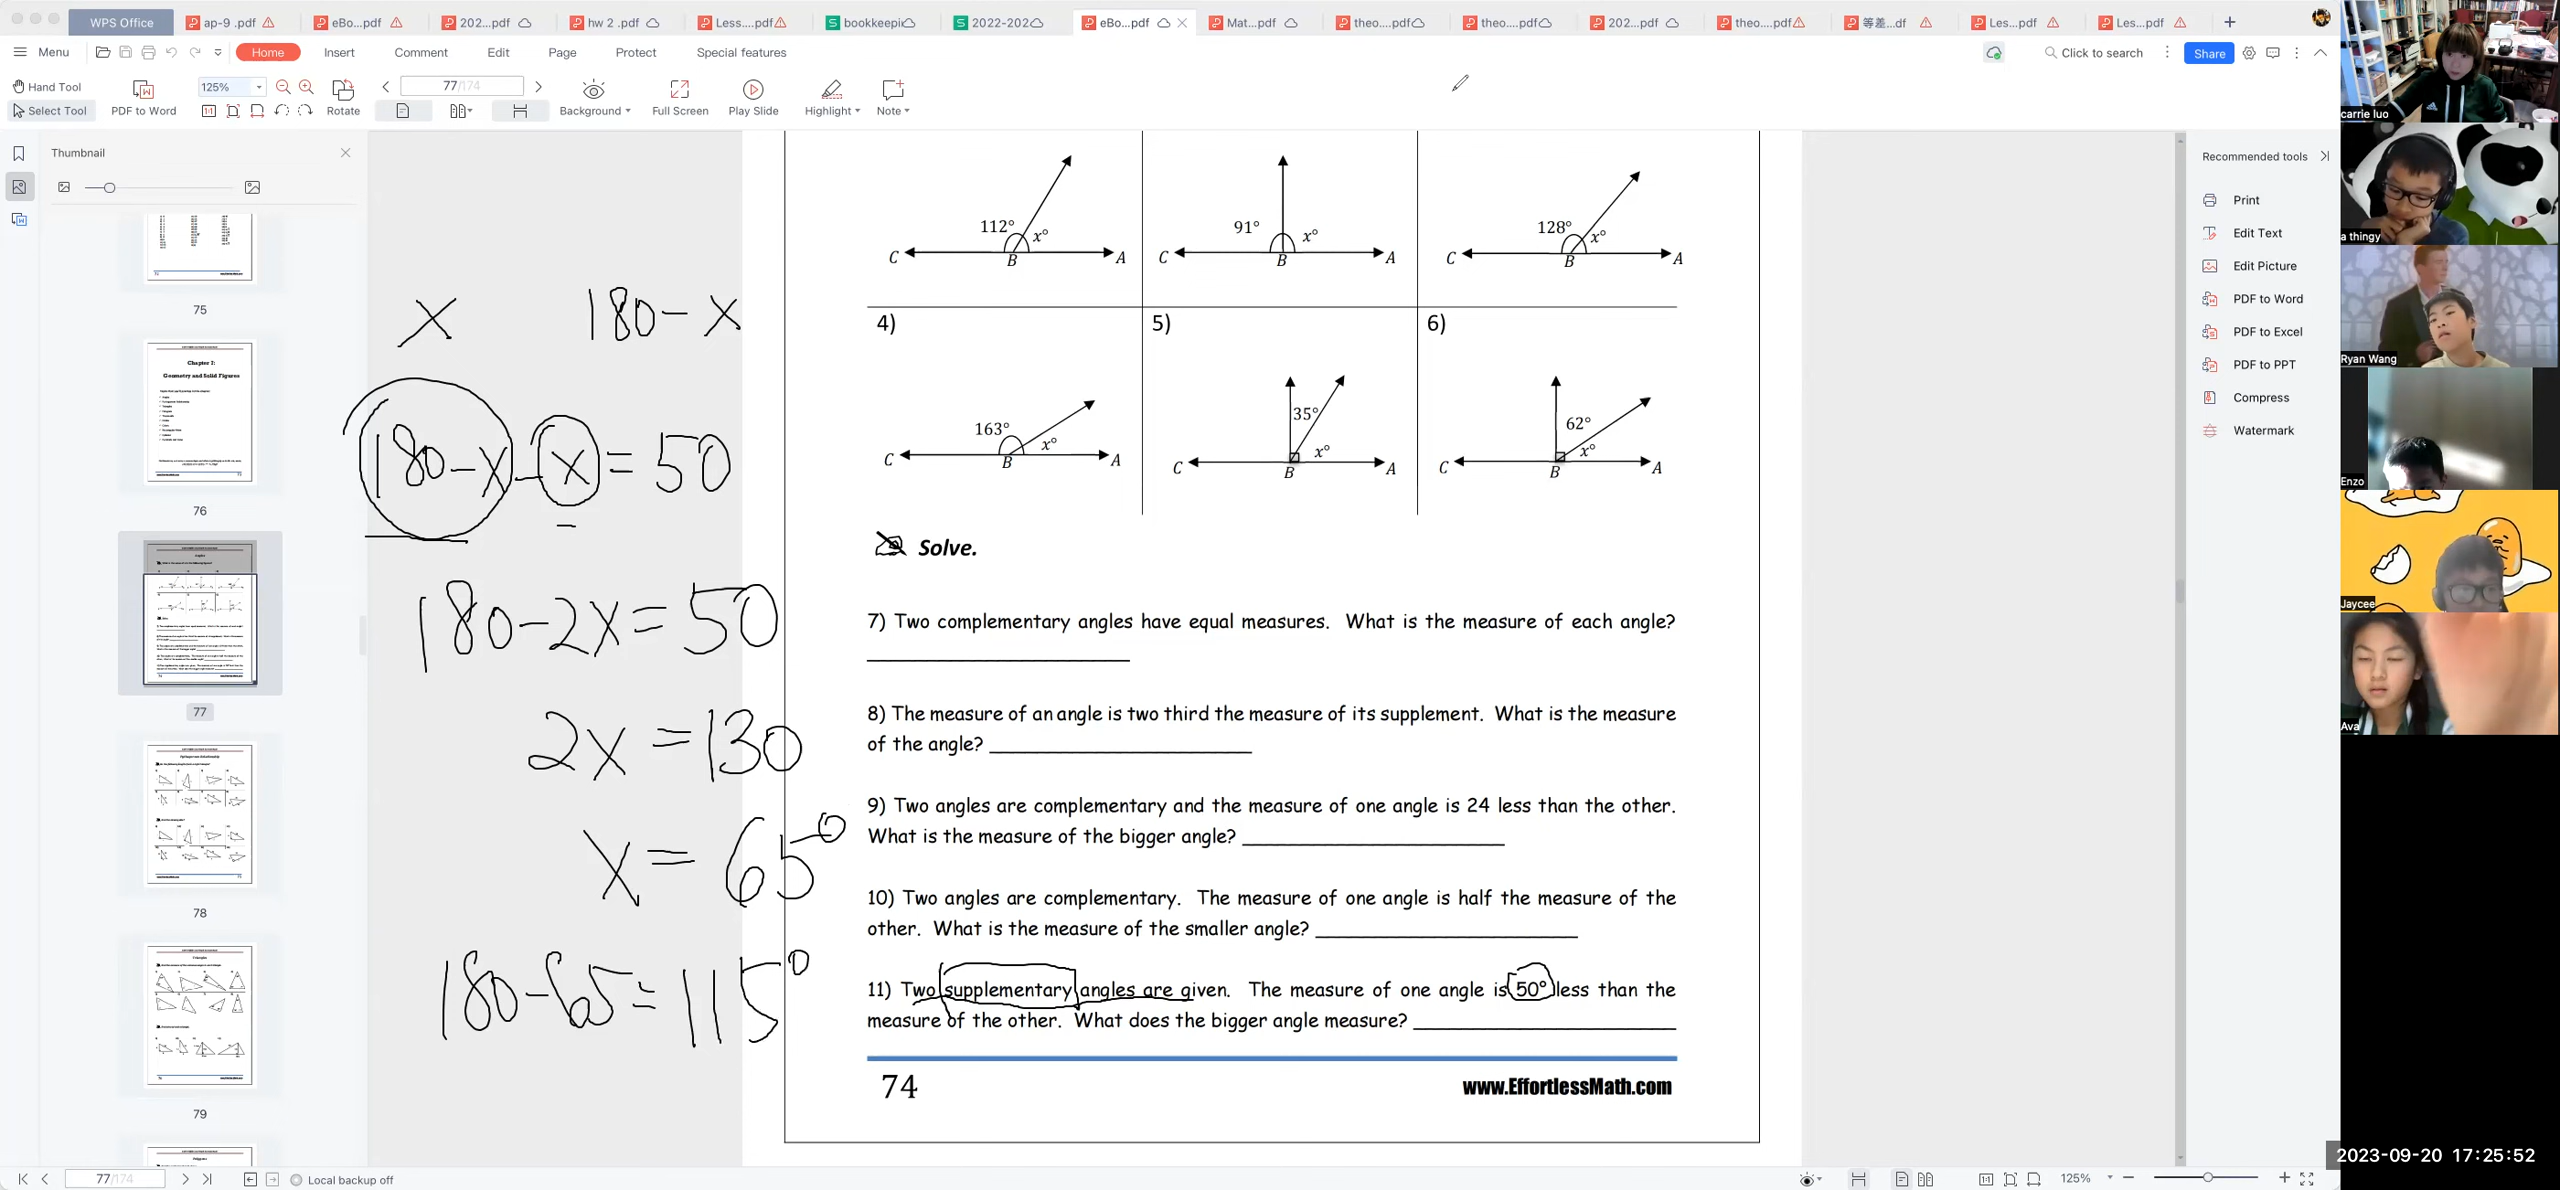 WPS Office ap-9 .pdf eBo...pdf 202...pdf hw 2 .pdf Less....pdf bookkeepi 2022-202 eBo...pdf Mat...pdf theo....pdf theo....pdf 202...pdf theo....pdf 等差...df Les...pdf Les...pdf
Menu Home Insert Comment Edit Page Protect Special features Click to search Share
Hand Tool 125% 77/174
Select Tool PDF to Word Rotate Background Full Screen Play Slide Highlight Note
Thumbnail
75
Chapter 7:
Geometry and Solid Figures
76
77
78
79
x 180-x
180-x-x=50
180-2x=50
2x=130
x=65°
180-65=115°
112° x° C B A
91° x° C B A
128° x° C B A
4) 5) 6)
163° x° C B A
35° x° C B A
62° x° C B A
Solve.
7) Two complementary angles have equal measures. What is the measure of each angle?
8) The measure of an angle is two third the measure of its supplement. What is the measure
of the angle?
9) Two angles are complementary and the measure of one angle is 24 less than the other.
What is the measure of the bigger angle?
10) Two angles are complementary. The measure of one angle is half the measure of the
other. What is the measure of the smaller angle?
11) Two supplementary angles are given. The measure of one angle is 50° less than the
measure of the other. What does the bigger angle measure?
74 www.EffortlessMath.com
Recommended tools
Print
Edit Text
Edit Picture
PDF to Word
PDF to Excel
PDF to PPT
Compress
Watermark
carrie luo
a thingy
Ryan Wang
Enzo
Jaycee
Ava
2023-09-20 17:25:52
77/174 Local backup off 125%